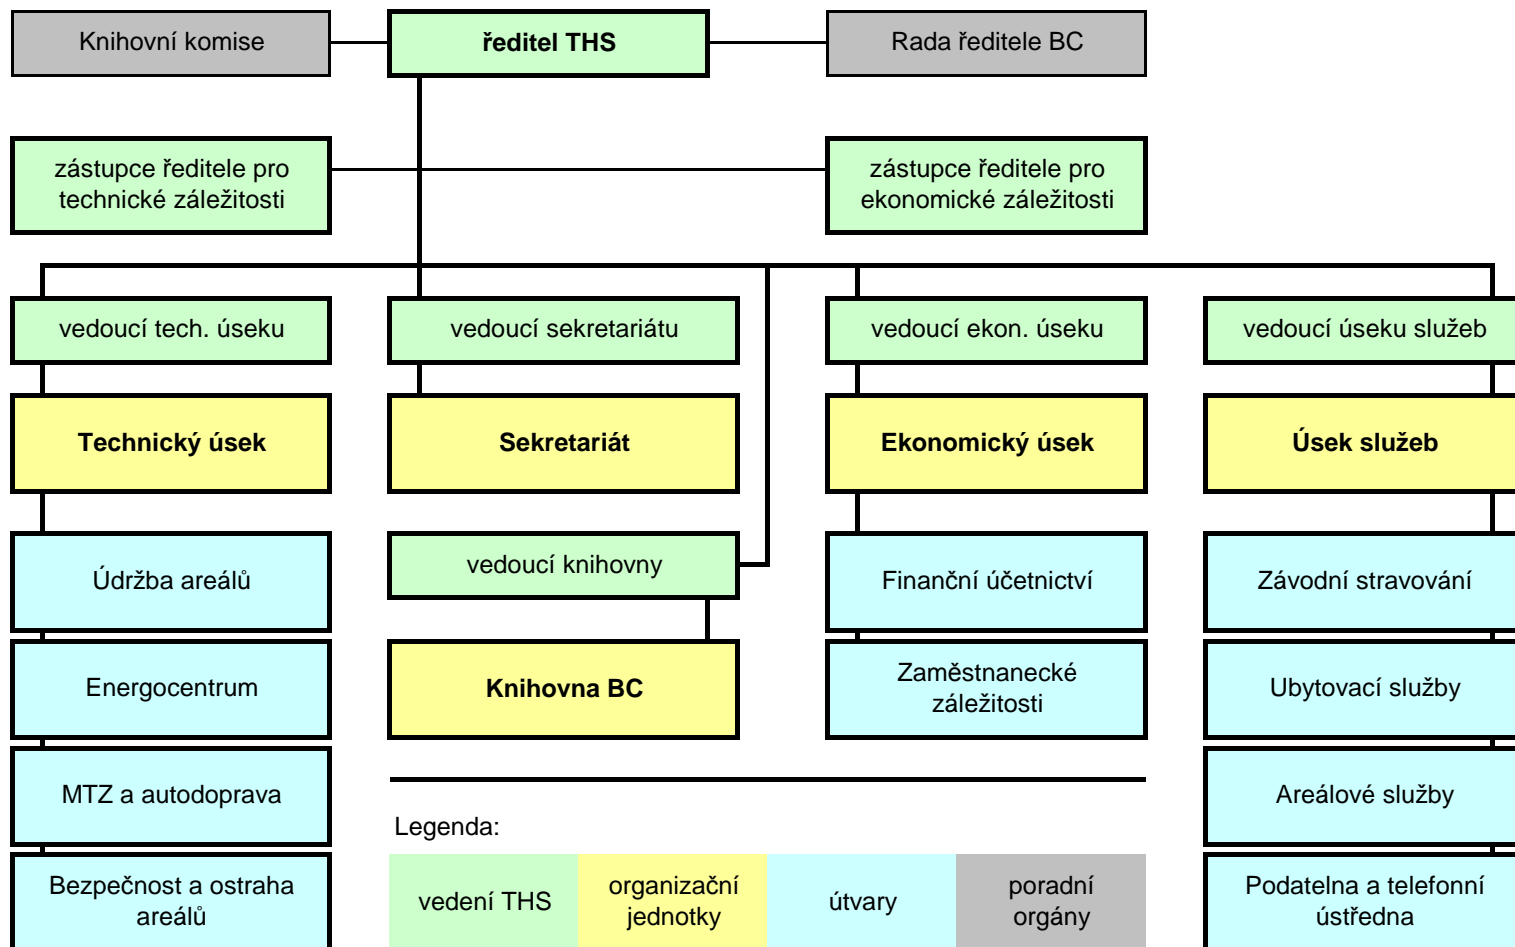 Knihovní komise
ředitel THS
Rada ředitele BC
zástupce ředitele pro
technické záležitosti
zástupce ředitele pro
ekonomické záležitosti
vedoucí tech. úseku
vedoucí sekretariátu
vedoucí ekon. úseku
vedoucí úseku služeb
Technický úsek
Sekretariát
Ekonomický úsek
Úsek služeb
Údržba areálů
vedoucí knihovny
Finanční účetnictví
Závodní stravování
Energocentrum
Knihovna BC
Zaměstnanecké
záležitosti
Ubytovací služby
MTZ a autodoprava
Areálové služby
Legenda:
Bezpečnost a ostraha
areálů
vedení THS
organizační
jednotky
útvary
poradní
orgány
Podatelna a telefonní
ústředna